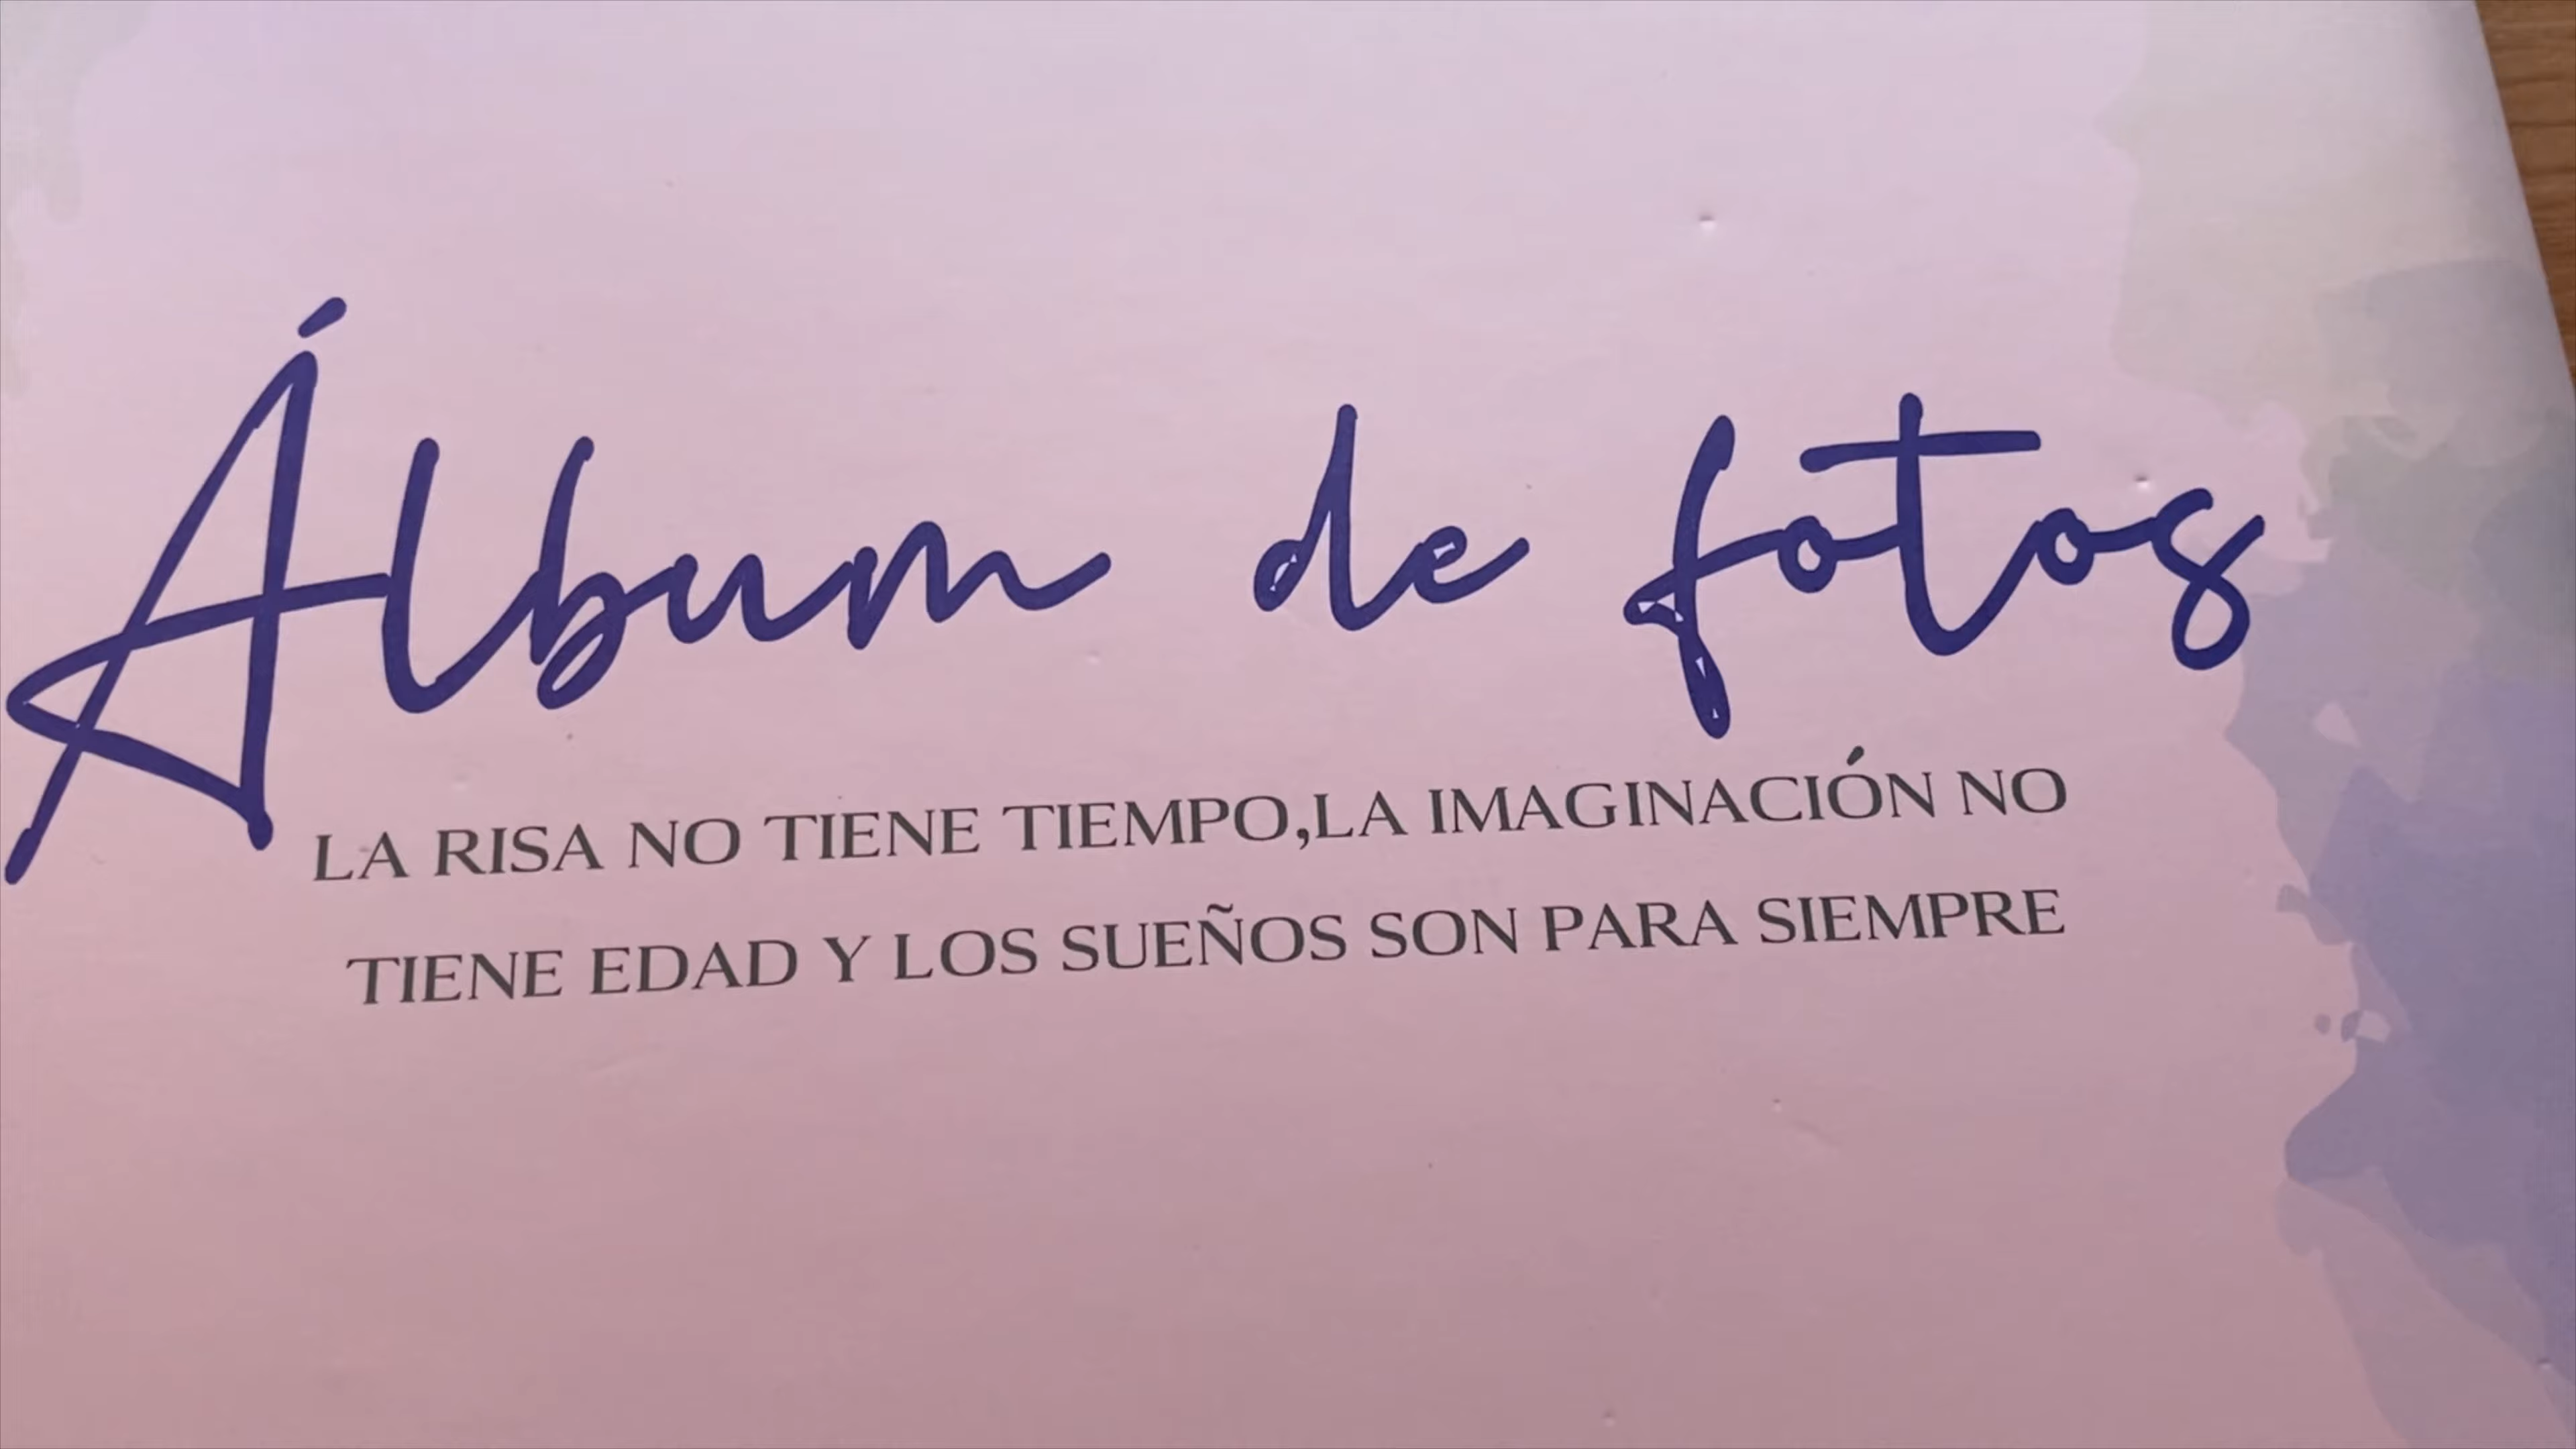 Álbum de fotos
LA RISA NO TIENE TIEMPO,LA IMAGINACIÓN NO
TIENE EDAD Y LOS SUEÑOS SON PARA SIEMPRE